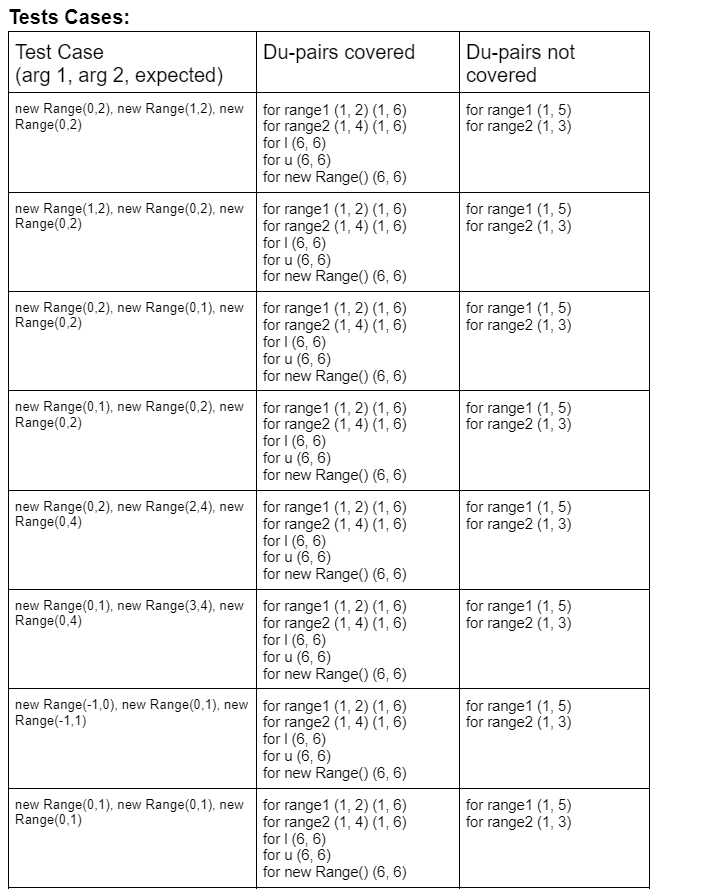 Tests Cases:
Test Case
(arg 1, arg 2, expected)
Du-pairs covered
Du-pairs not
covered
new Range(0,2), new Range(1,2), new
Range(0,2)
for range1 (1, 2) (1, 6)
for range2 (1, 4) (1, 6)
for l (6, 6)
for u (6, 6)
for new Range() (6, 6)
for range1 (1, 5)
for range2 (1, 3)
new Range(1,2), new Range(0,2), new
Range(0,2)
for range1 (1, 2) (1, 6)
for range2 (1, 4) (1, 6)
for l (6, 6)
for u (6, 6)
for new Range() (6, 6)
for range1 (1, 5)
for range2 (1, 3)
new Range(0,2), new Range(0,1), new
Range(0,2)
for range1 (1, 2) (1, 6)
for range2 (1, 4) (1, 6)
for l (6, 6)
for u (6, 6)
for new Range() (6, 6)
for range1 (1, 5)
for range2 (1, 3)
new Range(0,1), new Range(0,2), new
Range(0,2)
for range1 (1, 2) (1, 6)
for range2 (1, 4) (1, 6)
for l (6, 6)
for u (6, 6)
for new Range() (6, 6)
for range1 (1, 5)
for range2 (1, 3)
new Range(0,2), new Range(2,4), new
Range(0,4)
for range1 (1, 2) (1, 6)
for range2 (1, 4) (1, 6)
for l (6, 6)
for u (6, 6)
for new Range() (6, 6)
for range1 (1, 5)
for range2 (1, 3)
new Range(0,1), new Range(3,4), new
Range(0,4)
for range1 (1, 2) (1, 6)
for range2 (1, 4) (1, 6)
for l (6, 6)
for u (6, 6)
for new Range() (6, 6)
for range1 (1, 5)
for range2 (1, 3)
new Range(-1,0), new Range(0,1), new
Range(-1,1)
for range1 (1, 2) (1, 6)
for range2 (1, 4) (1, 6)
for l (6, 6)
for u (6, 6)
for new Range() (6, 6)
for range1 (1, 5)
for range2 (1, 3)
new Range(0,1), new Range(0,1), new
Range(0,1)
for range1 (1, 2) (1, 6)
for range2 (1, 4) (1, 6)
for l (6, 6)
for u (6, 6)
for new Range() (6, 6)
for range1 (1, 5)
for range2 (1, 3)